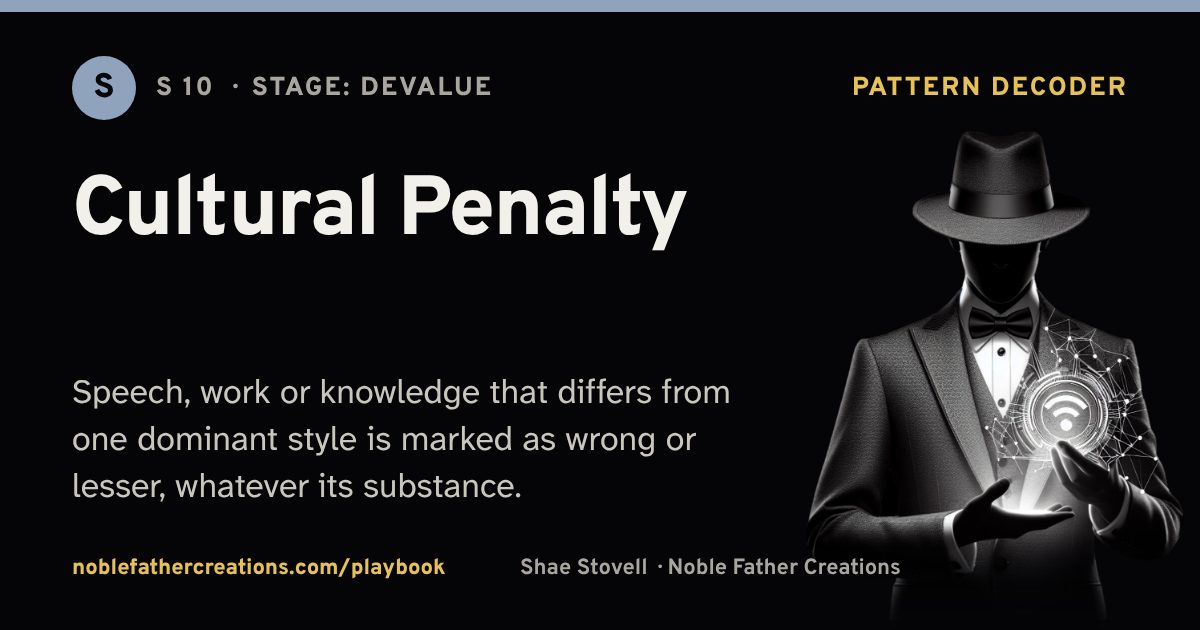 S
S 10 · STAGE: DEVALUE
PATTERN DECODER
Cultural Penalty
Speech, work or knowledge that differs from
one dominant style is marked as wrong or
lesser, whatever its substance.
noblefathercreations.com/playbook
Shae Stovell · Noble Father Creations